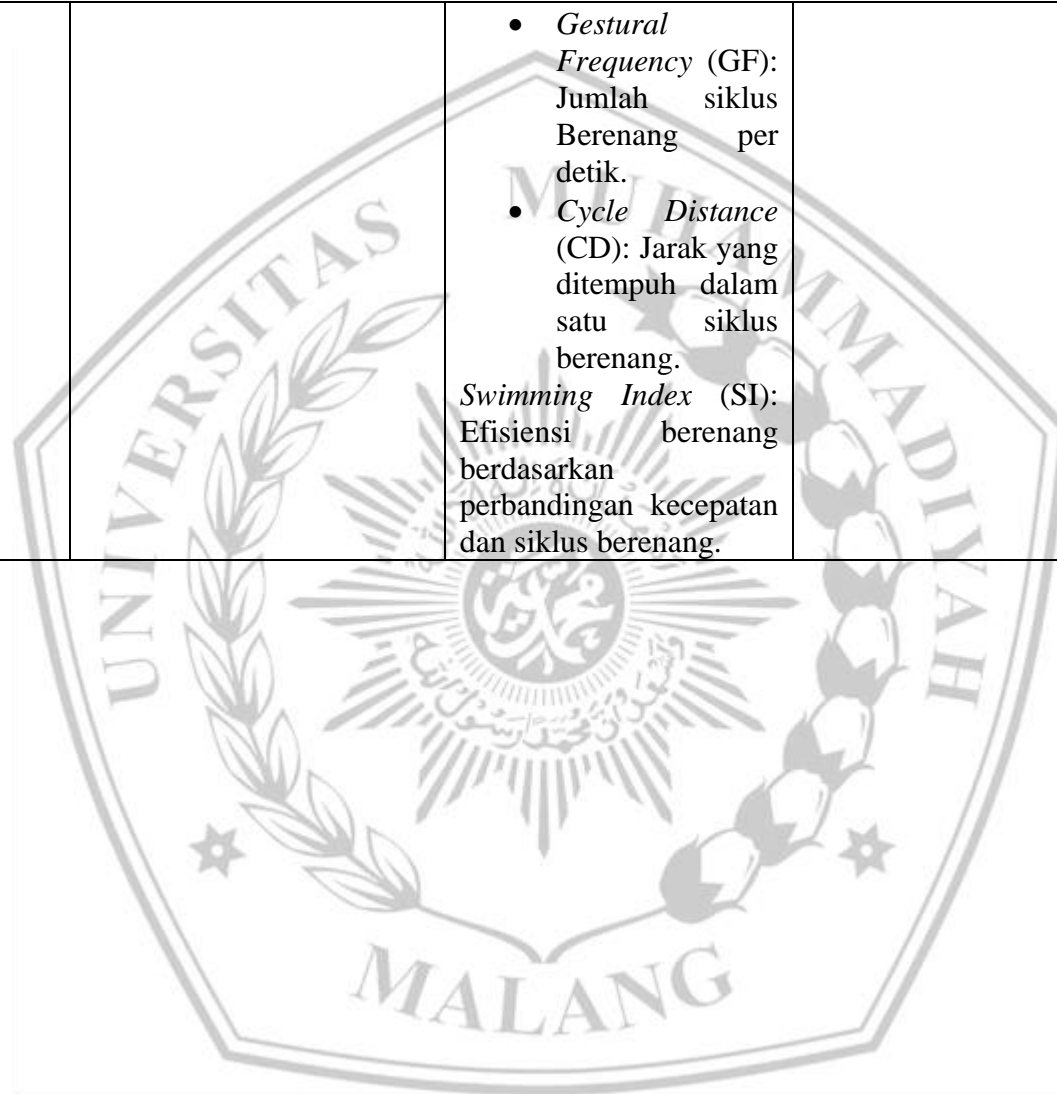 • Gestural
Frequency (GF):
Jumlah siklus
Berenang per
detik.
• Cycle Distance
(CD): Jarak yang
ditempuh dalam
satu siklus
berenang.
Swimming Index (SI):
Efisiensi berenang
berdasarkan
perbandingan kecepatan
dan siklus berenang.
UNIVERSITAS MUHAMMADIYAH
MALANG